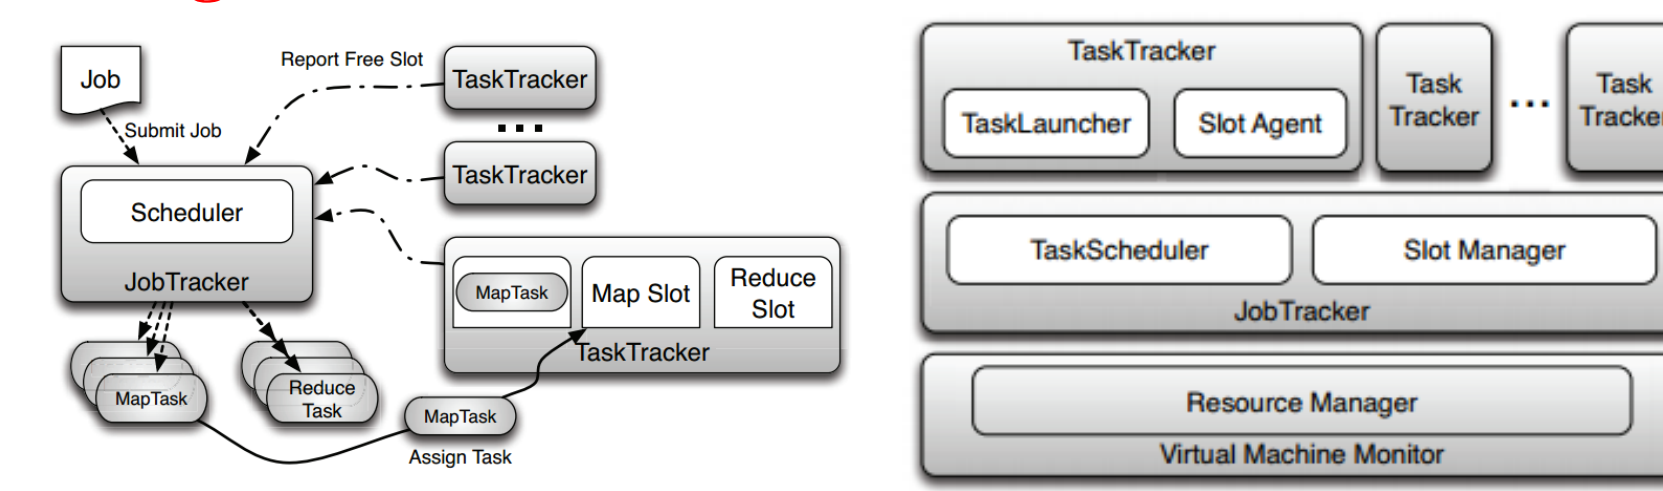 Job
Report Free Slot
TaskTracker
Submit Job
...
TaskTracker
Scheduler
JobTracker
MapTask
Map Slot
Reduce
Slot
TaskTracker
MapTask
Reduce
Task
MapTask
Assign Task
TaskTracker
TaskLauncher
Slot Agent
Task
Tracker
...
Task
Tracker
TaskScheduler
Slot Manager
JobTracker
Resource Manager
Virtual Machine Monitor